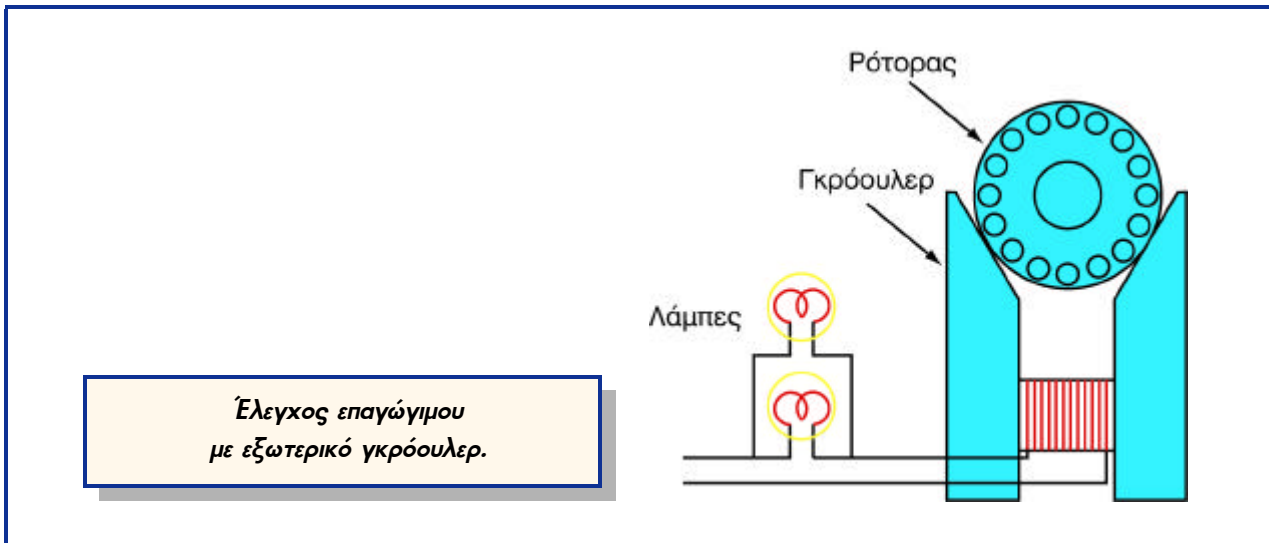 Ρότορας
Γκρόουλερ
Λάμπες
Έλεγχος επαγώγιμου
με εξωτερικό γκρόουλερ.